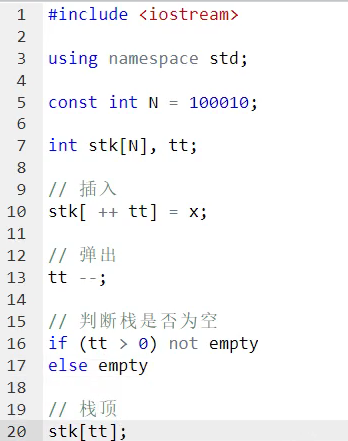 1 #include <iostream>
2
3 using namespace std;
4
5 const int N = 100010;
6
7 int stk[N], tt;
8
9 // 插入
10 stk[ ++ tt] = x;
11
12 // 弹出
13 tt --;
14
15 // 判断栈是否为空
16 if (tt > 0) not empty
17 else empty
18
19 // 栈顶
20 stk[tt];